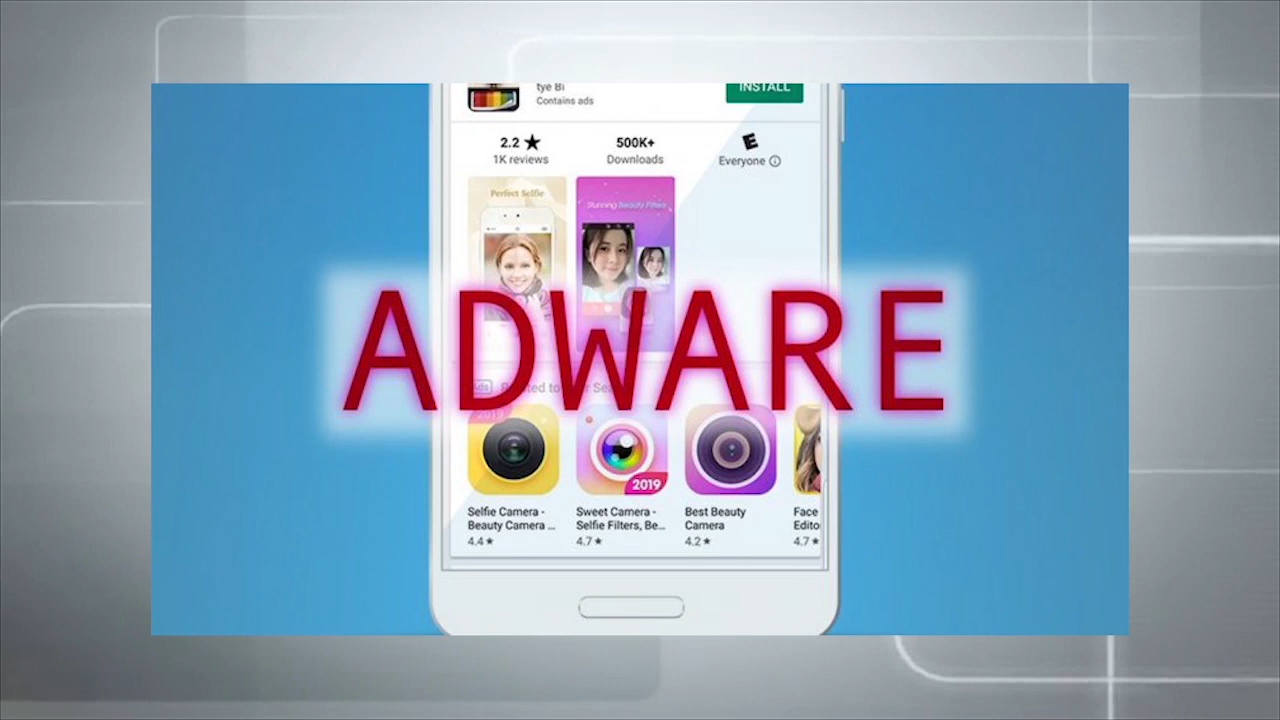 tye Bi
Contains ads
INSTALL
2.2 ★
1K reviews
500K+
Downloads
E
Everyone
Perfect Selfie
Stunning Beauty Filters
ADWARE
Ads
2019
2019
Selfie Camera -
Beauty Camera ...
4.4 ★
Sweet Camera -
Selfie Filters, Be...
4.7 ★
Best Beauty
Camera
4.2 ★
Face
Edito
4.7 ★